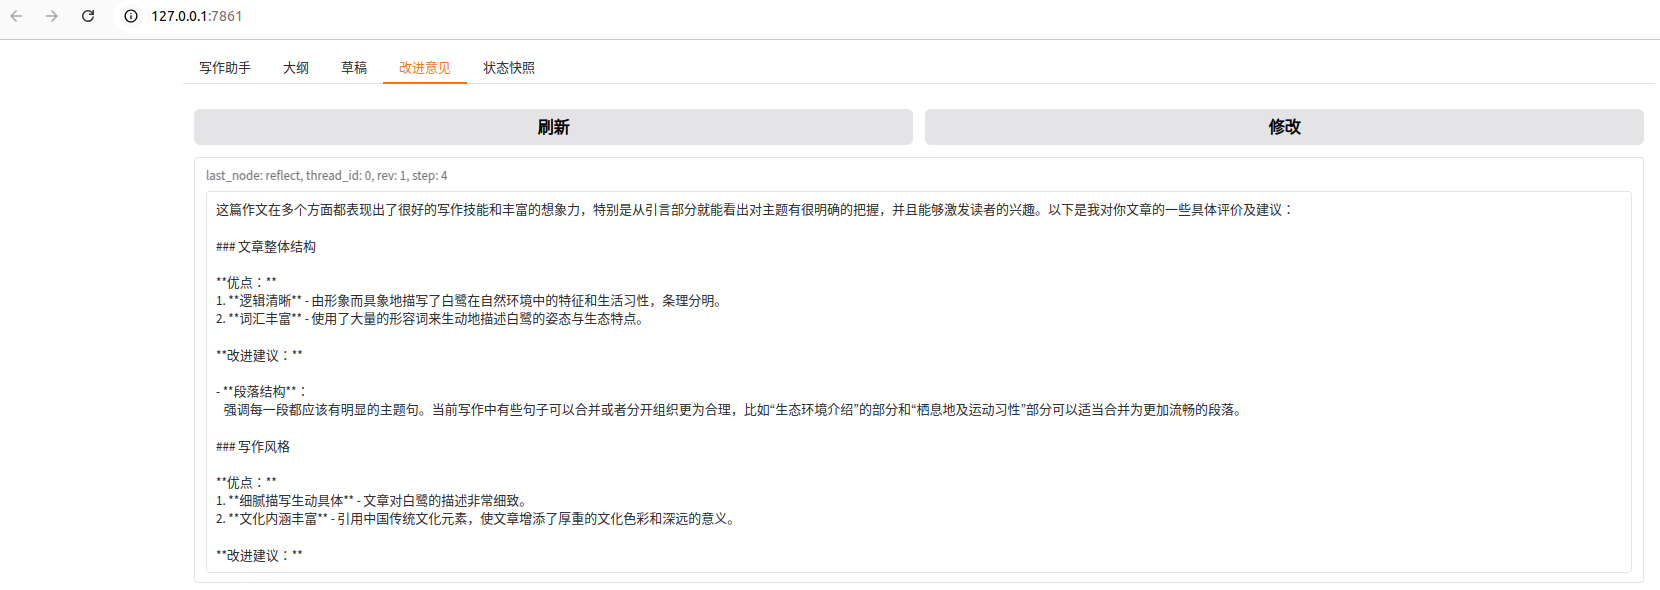 127.0.0.1:7861
写作助手 大纲 草稿 改进意见 状态快照
刷新 修改
last_node: reflect, thread_id: 0, rev: 1, step: 4
这篇作文在多个方面都表现出了很好的写作技能和丰富的想象力，特别是从引言部分就能看出对主题有很明确的把握，并且能够激发读者的兴趣。以下是我对你文章的一些具体评价及建议：
### 文章整体结构
**优点：**
1. **逻辑清晰** - 由形象而具象地描写了白鹭在自然环境中的特征和生活习性，条理分明。
2. **词汇丰富** - 使用了大量的形容词来生动地描述白鹭的姿态与生态特点。
**改进建议：**
- **段落结构**：
强调每一段都应该有明显的主题句。当前写作中有些句子可以合并或者分开组织更为合理，比如“生态环境介绍”的部分和“栖息地及运动习性”部分可以适当合并为更加流畅的段落。
### 写作风格
**优点：**
1. **细腻描写生动具体** - 文章对白鹭的描述非常细致。
2. **文化内涵丰富** - 引用中国传统文化元素，使文章增添了厚重的文化色彩和深远的意义。
**改进建议：**